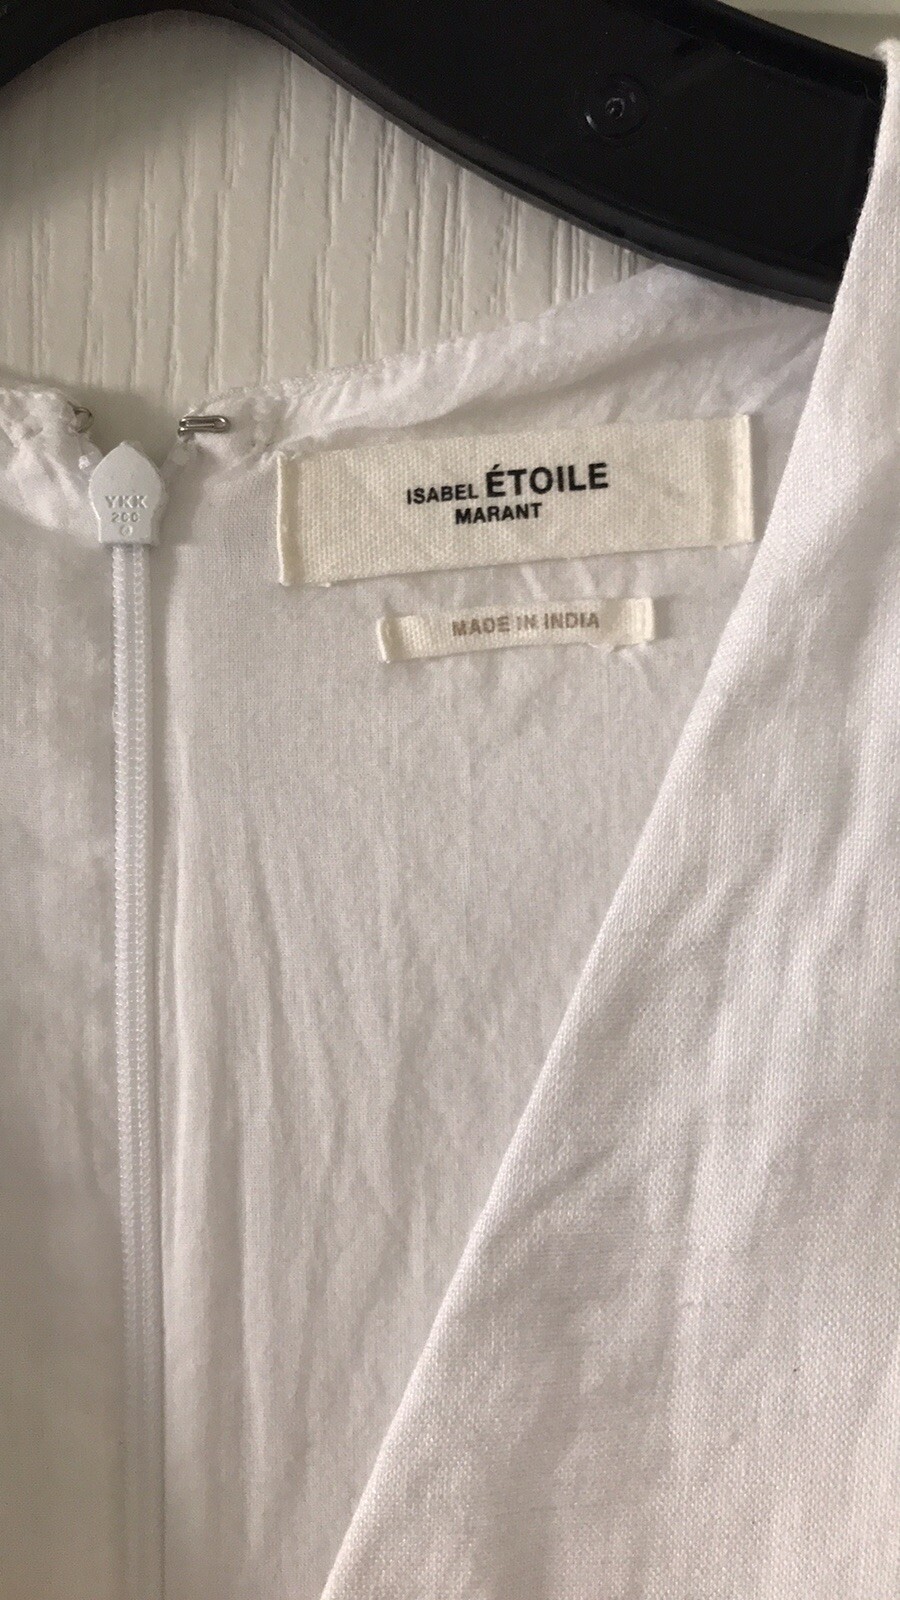 ISABEL ÉTOILE
MARANT
MADE IN INDIA
YKK